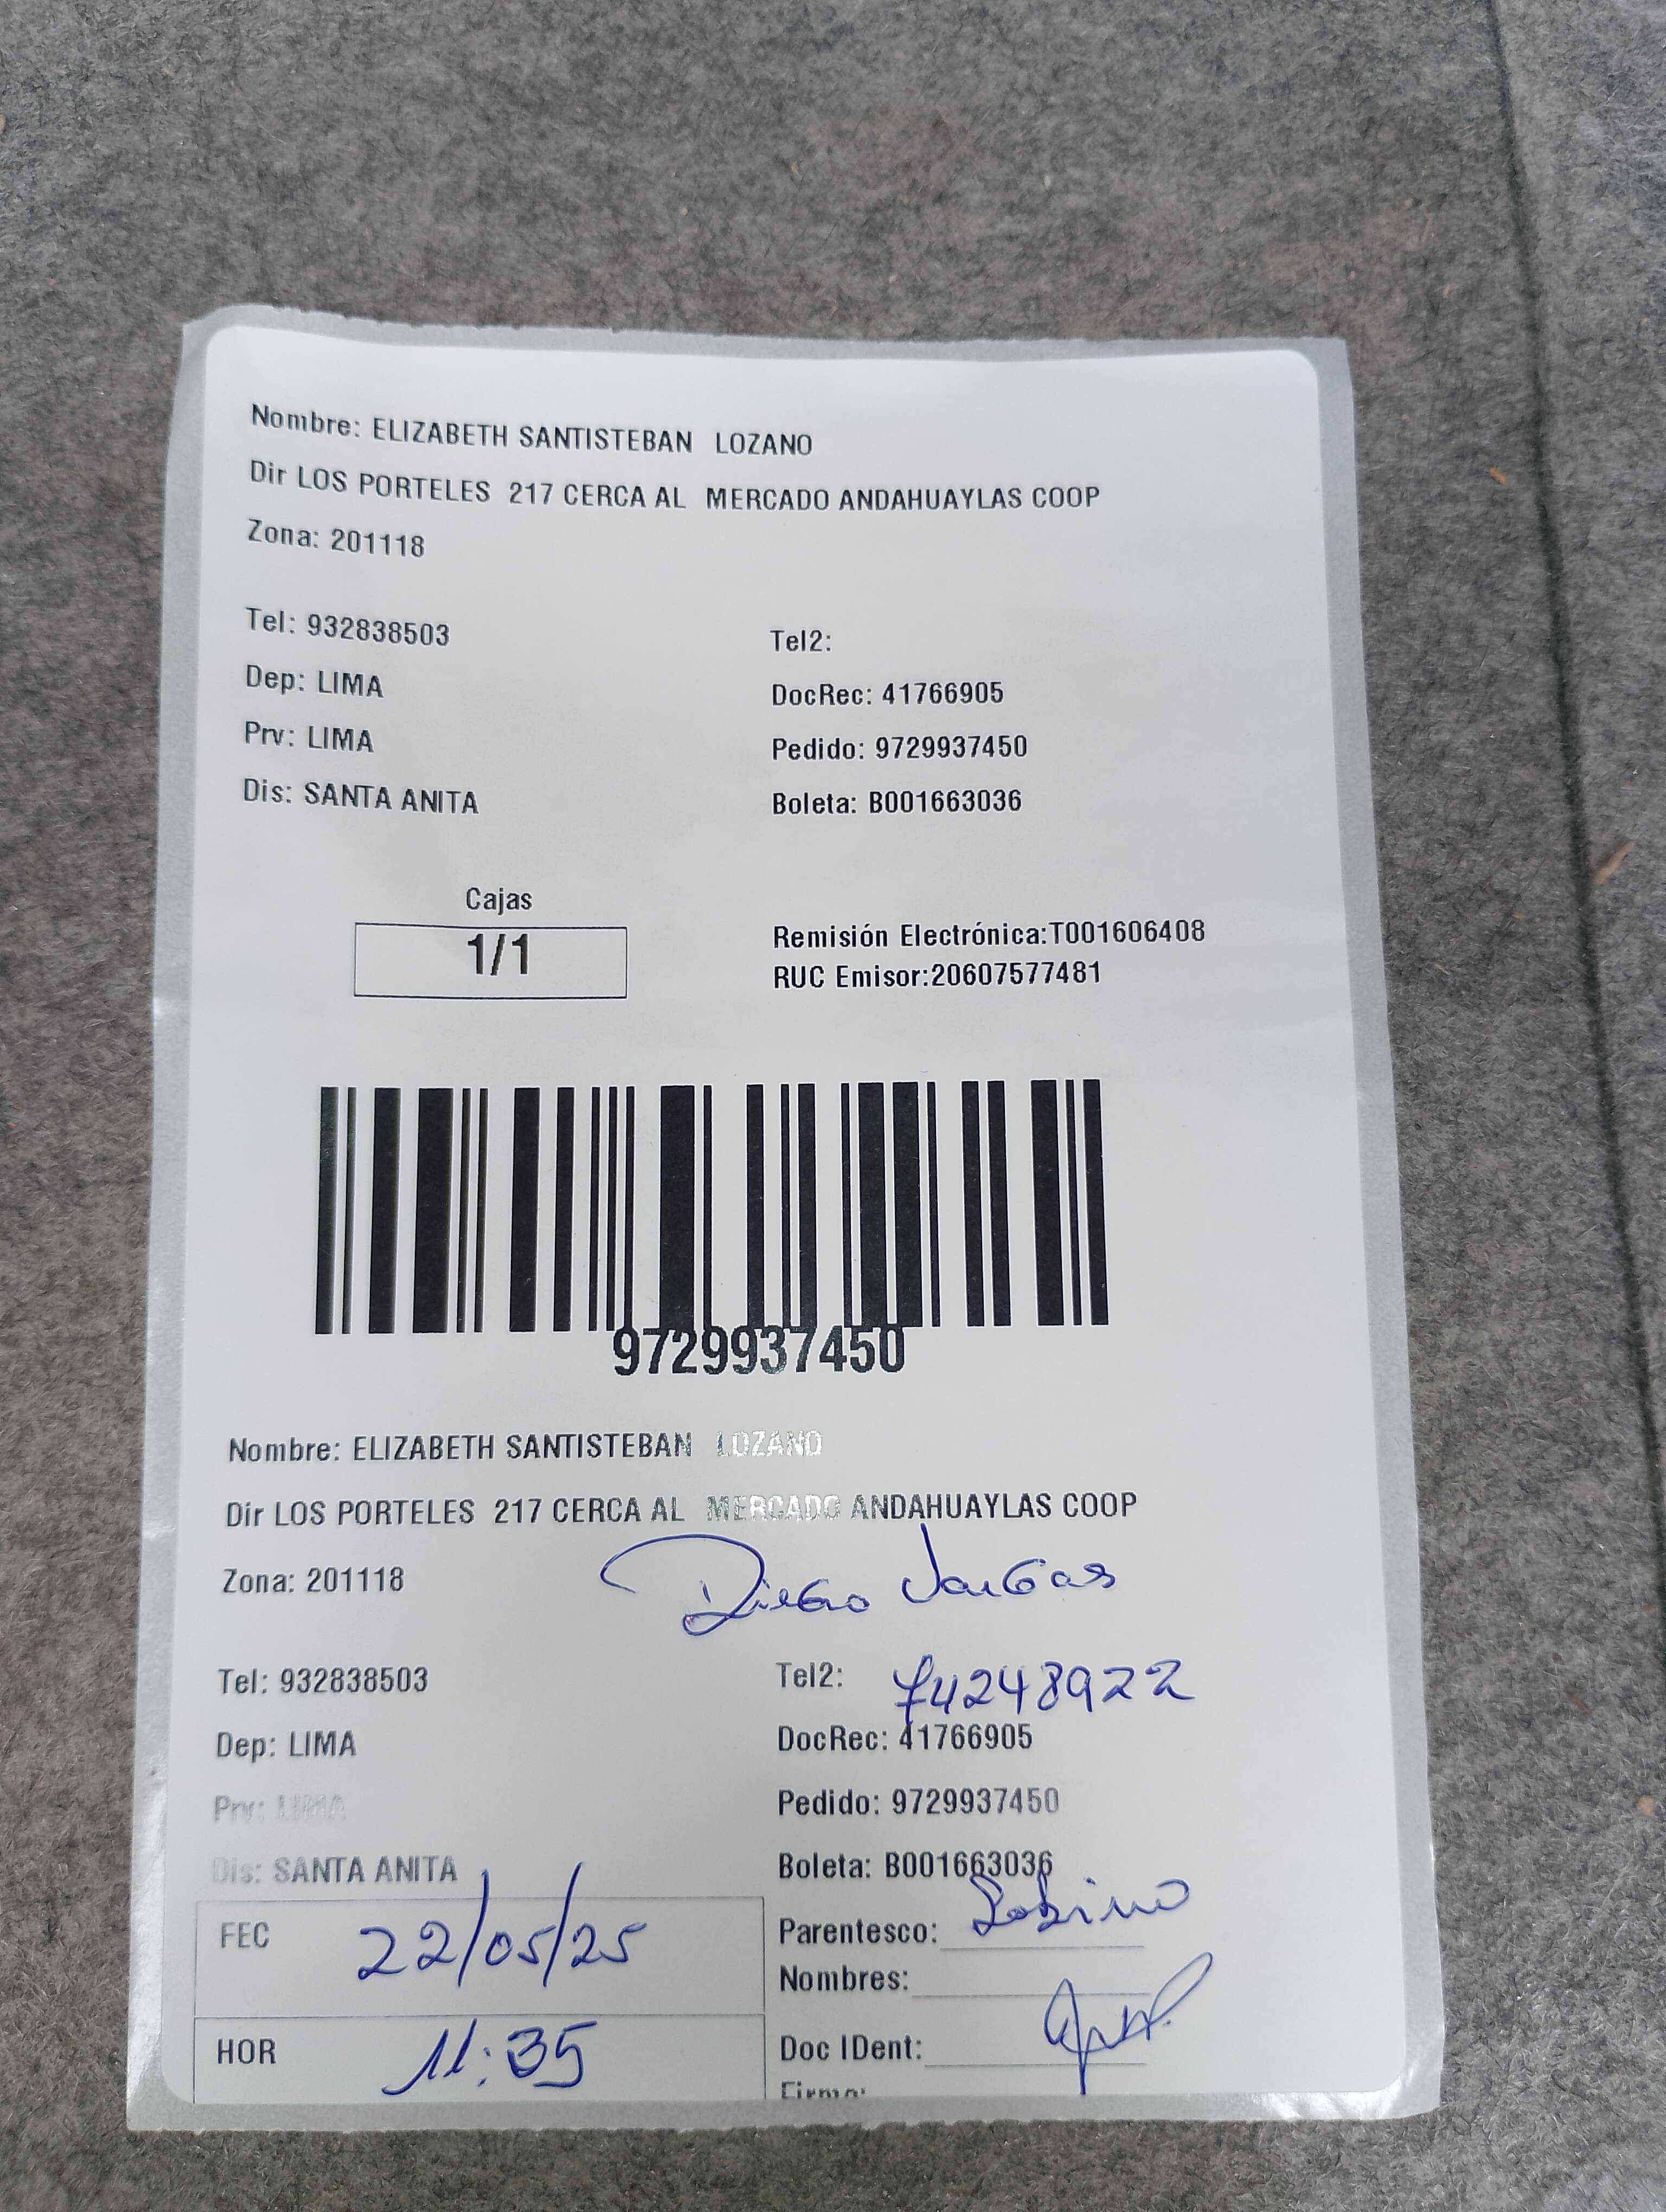 Nombre: ELIZABETH SANTISTEBAN LOZANO
Dir LOS PORTELES 217 CERCA AL MERCADO ANDAHUAYLAS COOP
Zona: 201118
Tel: 932838503 Tel2:
Dep: LIMA DocRec: 41766905
Prv: LIMA Pedido: 9729937450
Dis: SANTA ANITA Boleta: B001663036
Cajas
1/1
Remisión Electrónica:T001606408
RUC Emisor:20607577481
9729937450
Nombre: ELIZABETH SANTISTEBAN LOZANO
Dir LOS PORTELES 217 CERCA AL MERCADO ANDAHUAYLAS COOP
Zona: 201118 Diego Vargas
Tel: 932838503 Tel2: 74248922
Dep: LIMA DocRec: 41766905
Prv: LIMA Pedido: 9729937450
Dis: SANTA ANITA Boleta: B001663036
FEC 22/05/25 Parentesco: Sobrino
Nombres:
HOR 11:35 Doc IDent:
Firma: